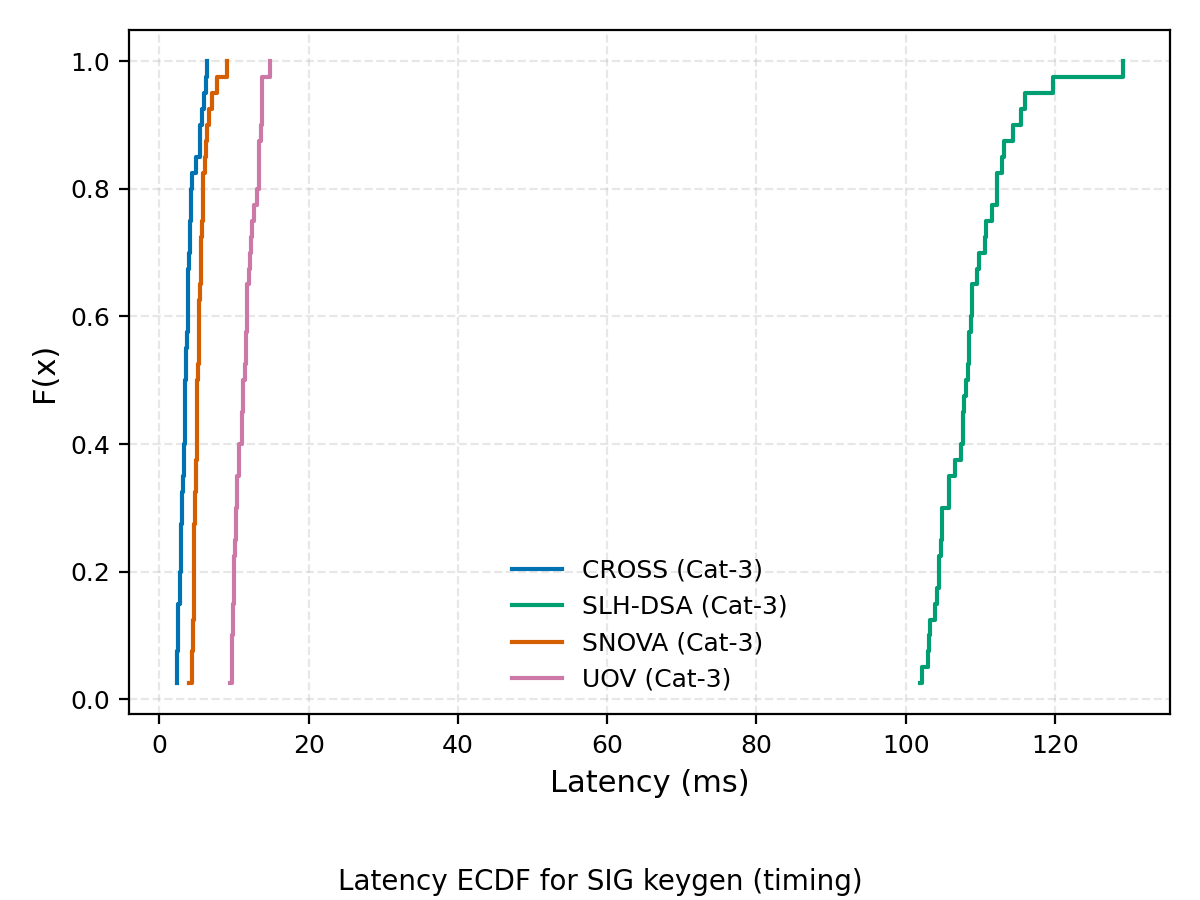 1.0
0.8
0.6
0.4
0.2
0.0
F(x)
CROSS (Cat-3)
SLH-DSA (Cat-3)
SNOVA (Cat-3)
UOV (Cat-3)
0 20 40 60 80 100 120
Latency (ms)
Latency ECDF for SIG keygen (timing)